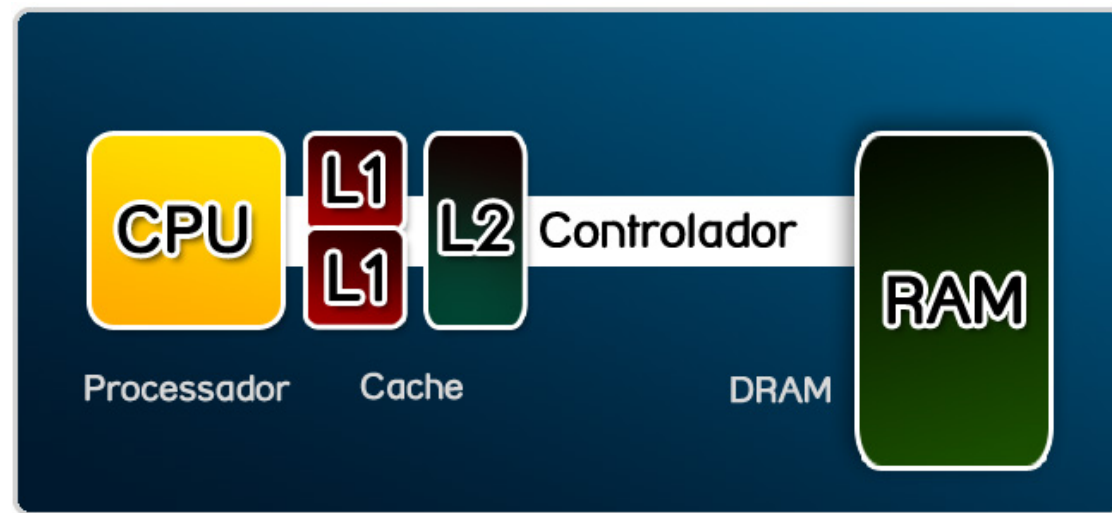 CPU
L1
L1
L2
Controlador
RAM
Processador
Cache
DRAM